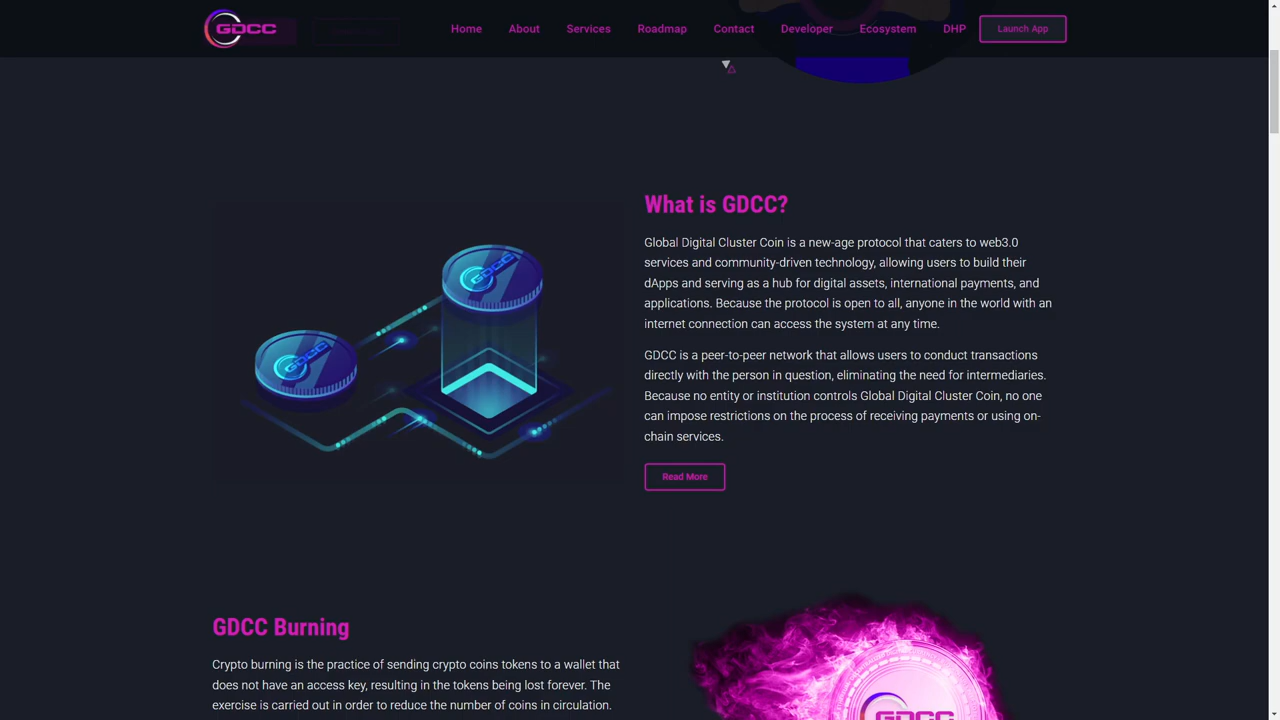 GDCC
Home
About
Services
Roadmap
Contact
Developer
Ecosystem
DHP
Launch App
What is GDCC?
Global Digital Cluster Coin is a new-age protocol that caters to web3.0
services and community-driven technology, allowing users to build their
dApps and serving as a hub for digital assets, international payments, and
applications. Because the protocol is open to all, anyone in the world with an
internet connection can access the system at any time.
GDCC is a peer-to-peer network that allows users to conduct transactions
directly with the person in question, eliminating the need for intermediaries.
Because no entity or institution controls Global Digital Cluster Coin, no one
can impose restrictions on the process of receiving payments or using on-
chain services.
Read More
GDCC
GDCC
GDCC Burning
Crypto burning is the practice of sending crypto coins tokens to a wallet that
does not have an access key, resulting in the tokens being lost forever. The
exercise is carried out in order to reduce the number of coins in circulation.
GDCC